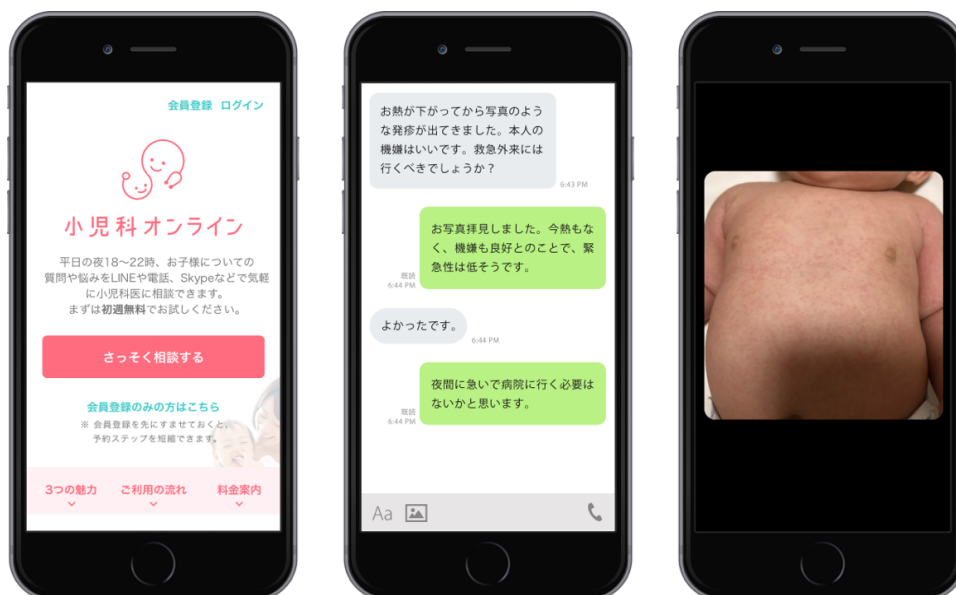 会員登録 ログイン
小児科オンライン
平日の夜18〜22時、お子様についての
質問や悩みをLINEや電話、Skypeなどで気軽
に小児科医に相談できます。
まずは初週無料でお試しください。
さっそく相談する
会員登録のみの方はこちら
※ 会員登録を先にすませておくと、
予約ステップを短縮できます。
3つの魅力 ご利用の流れ 料金案内
お熱が下がってから写真のよう
な発疹が出てきました。本人の
機嫌はいいです。救急外来には
行くべきでしょうか？
6:43 PM
お写真拝見しました。今熱もな
く、機嫌も良好とのことで、緊
急性は低そうです。
既読
6:44 PM
よかったです。
6:44 PM
夜間に急いで病院に行く必要は
ないかと思います。
既読
6:44 PM
Aa